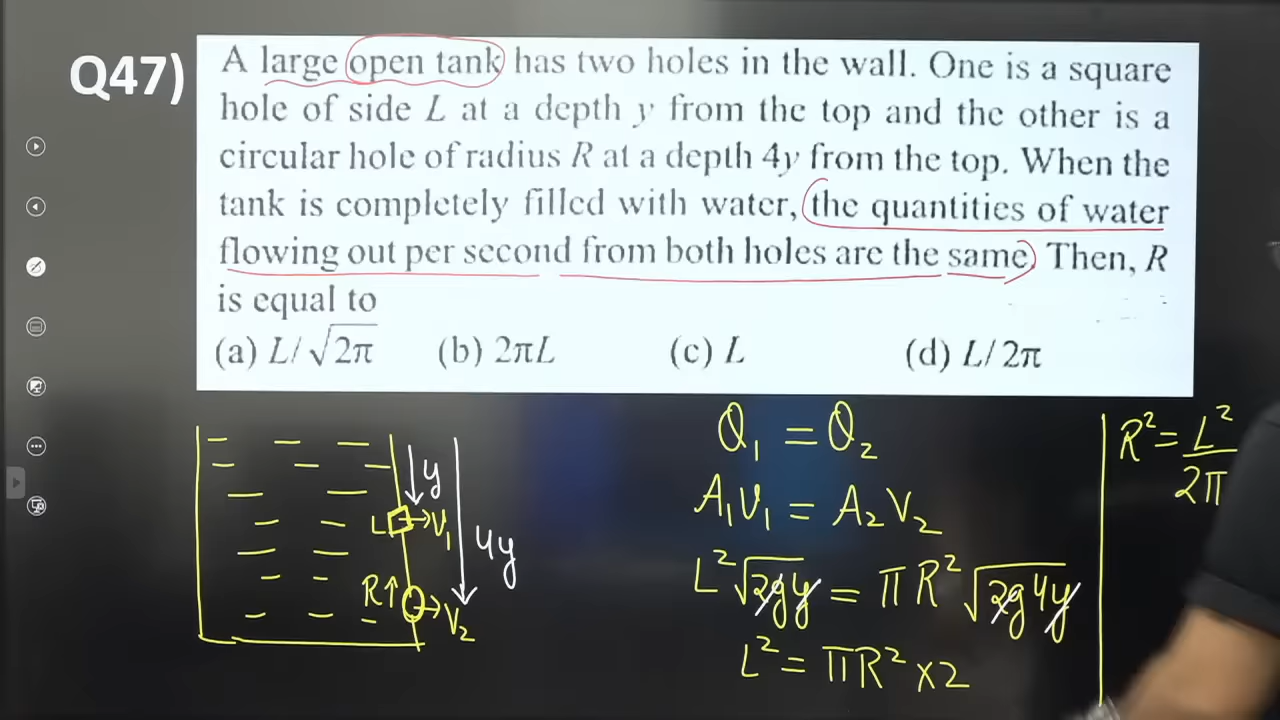 Q47)
A large open tank has two holes in the wall. One is a square
hole of side L at a depth y from the top and the other is a
circular hole of radius R at a depth 4y from the top. When the
tank is completely filled with water, the quantities of water
flowing out per second from both holes are the same. Then, R
is equal to
(a) L/√2π (b) 2πL (c) L (d) L/2π
y
L V₁
4y
R V₂
Q₁ = Q₂
A₁V₁ = A₂V₂
L²√2gy = πR²√2g4y
L² = πR² × 2
R² = L²/2π